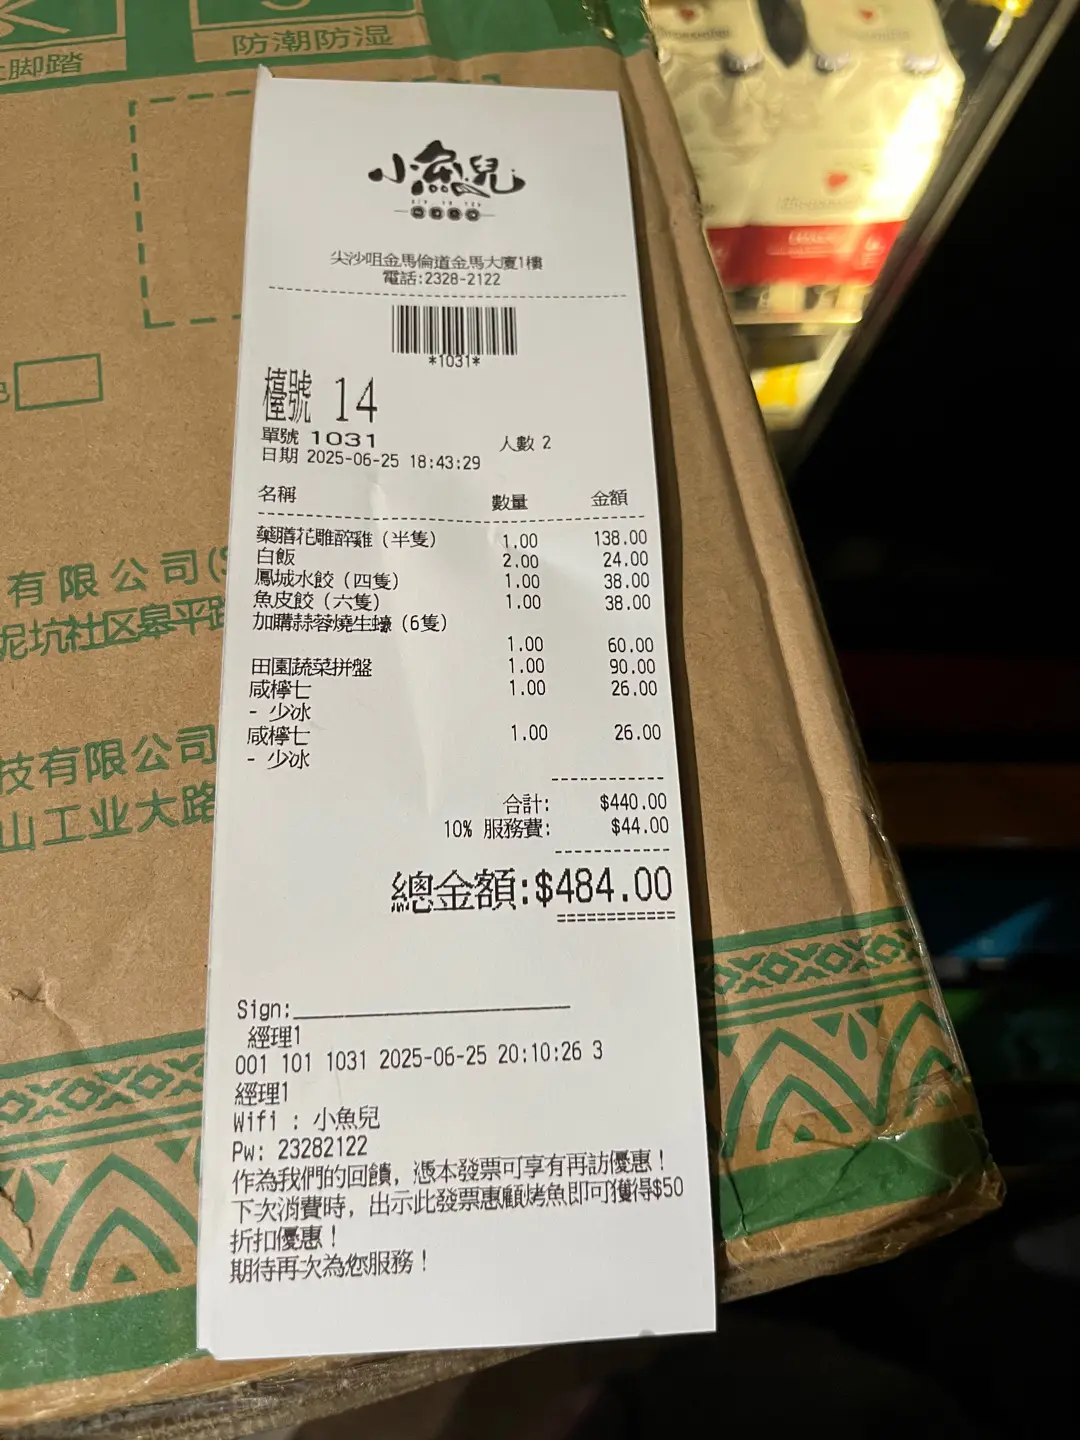 脚踏
防潮防湿
小魚兒
尖沙咀金馬倫道金馬大廈1樓
電話:2328-2122
*1031*
檯號 14
單號 1031 人數 2
日期 2025-06-25 18:43:29
名稱 數量 金額
藥膳花雕醉雞 (半隻) 1.00 138.00
白飯 2.00 24.00
鳳城水餃 (四隻) 1.00 38.00
魚皮餃 (六隻) 1.00 38.00
加購蒜蓉燒生蠔 (6隻)
1.00 60.00
田園蔬菜拼盤 1.00 90.00
咸檸七 1.00 26.00
- 少冰
咸檸七 1.00 26.00
- 少冰
合計: $440.00
10% 服務費: $44.00
總金額:$484.00
Sign:
經理1
001 101 1031 2025-06-25 20:10:26 3
經理1
Wifi : 小魚兒
Pw: 23282122
作為我們的回饋, 憑本發票可享有再訪優惠!
下次消費時, 出示此發票惠顧烤魚即可獲得$50
折扣優惠!
期待再次為您服務!
有限公司(
泥坑社区皋平路
技有限公司
山工业大路